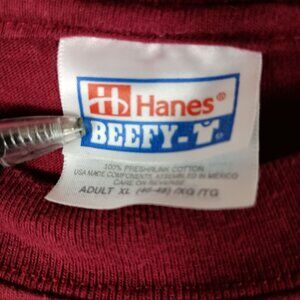 Hanes®
BEEFY-T®
100% PRESHRUNK COTTON
USA MADE COMPONENTS, ASSEMBLED IN MEXICO
CARE ON REVERSE
ADULT XL (46-48) /XG /TG